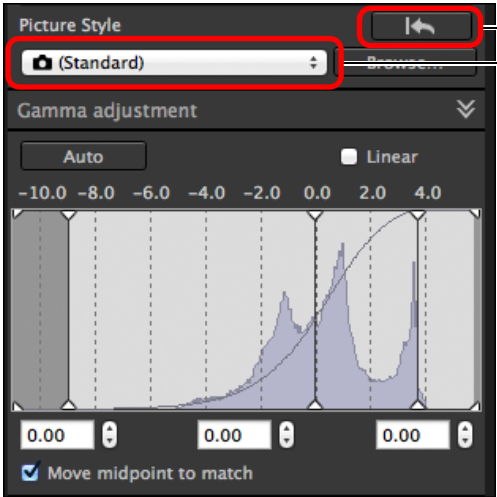 Picture Style
(Standard)
Browse...
Gamma adjustment
Auto
Linear
-10.0 -8.0 -6.0 -4.0 -2.0 0.0 2.0 4.0
0.00 0.00 0.00
Move midpoint to match